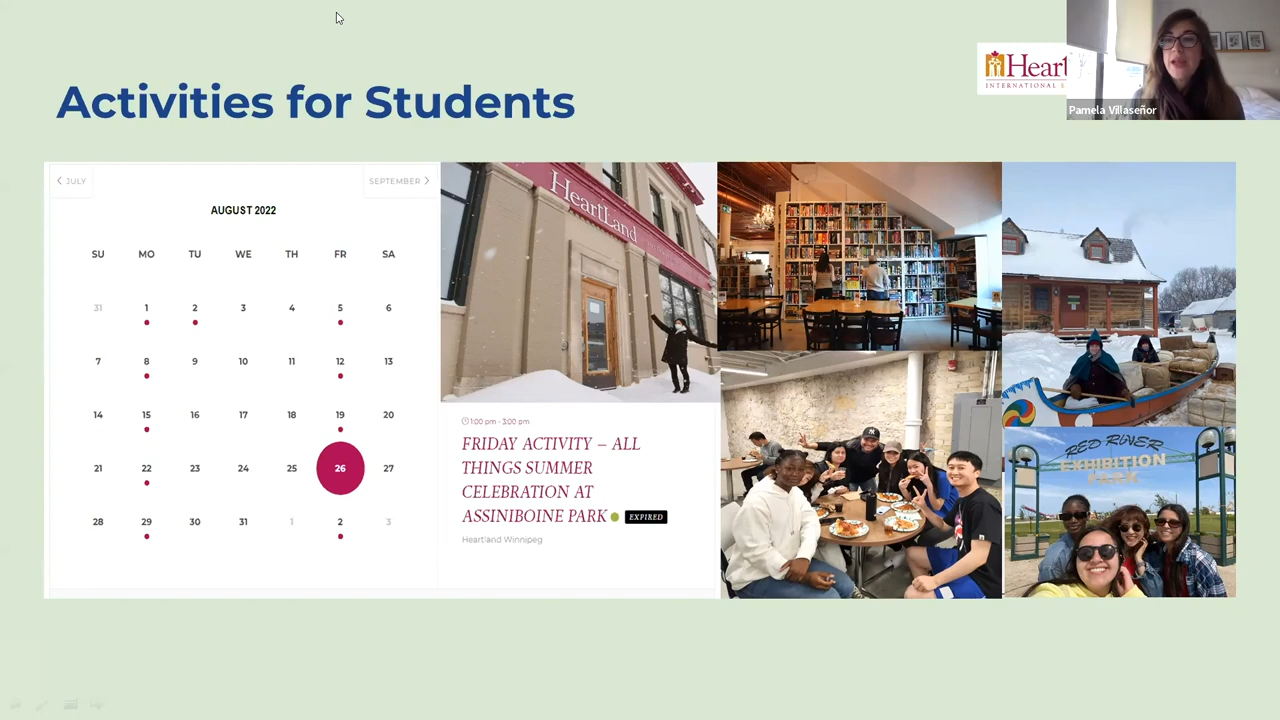 Activities for Students
Heart
INTERNATIONAL
Pamela Villaseñor
JULY
SEPTEMBER
AUGUST 2022
SU MO TU WE TH FR SA
31 1 2 3 4 5 6
7 8 9 10 11 12 13
14 15 16 17 18 19 20
21 22 23 24 25 26 27
28 29 30 31 1 2 3
HeartLand
1:00 pm - 3:00 pm
FRIDAY ACTIVITY – ALL
THINGS SUMMER
CELEBRATION AT
ASSINIBOINE PARK EXPIRED
Heartland Winnipeg
RED RIVER
EXHIBITION
PARK